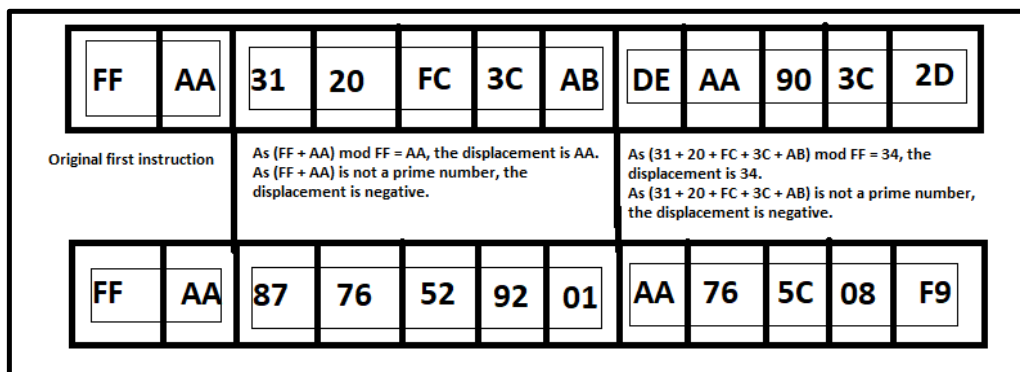 FF AA 31 20 FC 3C AB DE AA 90 3C 2D
Original first instruction
As (FF + AA) mod FF = AA, the displacement is AA.
As (FF + AA) is not a prime number, the
displacement is negative.
As (31 + 20 + FC + 3C + AB) mod FF = 34, the
displacement is 34.
As (31 + 20 + FC + 3C + AB) is not a prime number,
the displacement is negative.
FF AA 87 76 52 92 01 AA 76 5C 08 F9